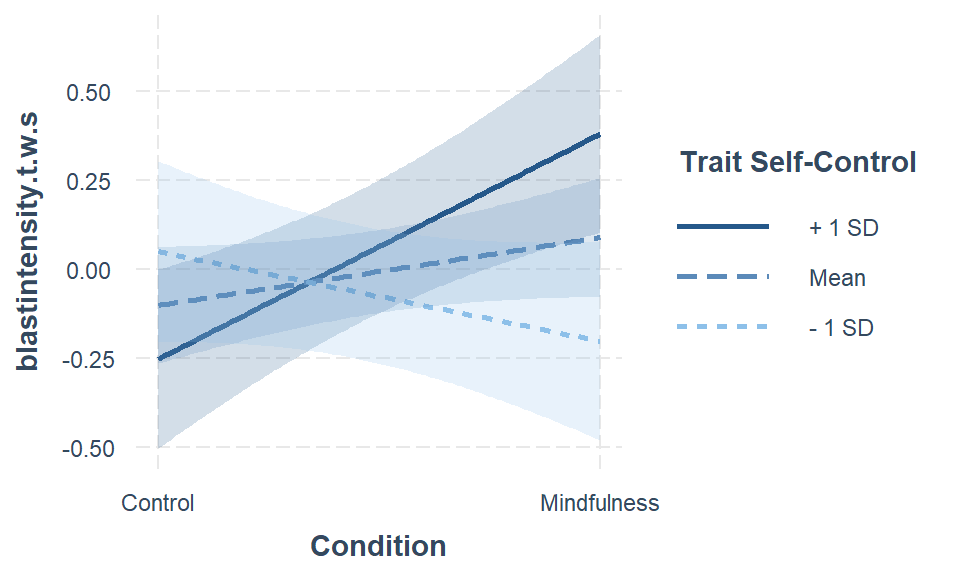 blastintensity.t.w.s
0.50
0.25
0.00
-0.25
-0.50
Control
Mindfulness
Condition
Trait Self-Control
+ 1 SD
Mean
- 1 SD